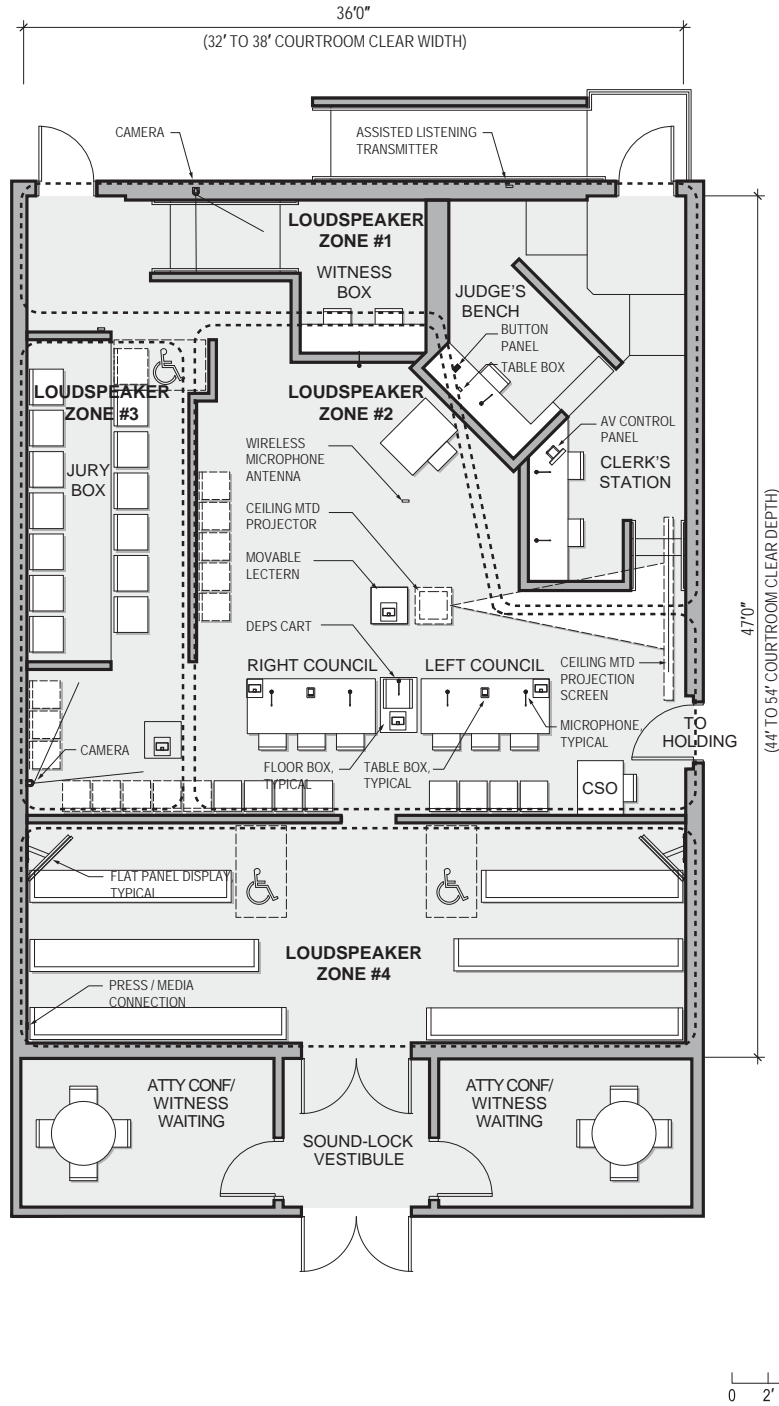 36'0"
(32' TO 38' COURTROOM CLEAR WIDTH)
CAMERA
ASSISTED LISTENING
TRANSMITTER
LOUDSPEAKER
ZONE #1
WITNESS
BOX
JUDGE'S
BENCH
BUTTON
PANEL
TABLE BOX
LOUDSPEAKER
ZONE #3
LOUDSPEAKER
ZONE #2
JURY
BOX
WIRELESS
MICROPHONE
ANTENNA
AV CONTROL
PANEL
CLERK'S
STATION
CEILING MTD
PROJECTOR
MOVABLE
LECTERN
DEPS CART
RIGHT COUNCIL
LEFT COUNCIL
CEILING MTD
PROJECTION
SCREEN
47'0"
(44' TO 54' COURTROOM CLEAR DEPTH)
MICROPHONE,
TYPICAL
TO
HOLDING
CAMERA
FLOOR BOX,
TYPICAL
TABLE BOX,
TYPICAL
CSO
FLAT PANEL DISPLAY,
TYPICAL
LOUDSPEAKER
ZONE #4
PRESS / MEDIA
CONNECTION
ATTY CONF/
WITNESS
WAITING
ATTY CONF/
WITNESS
WAITING
SOUND-LOCK
VESTIBULE
0 2'